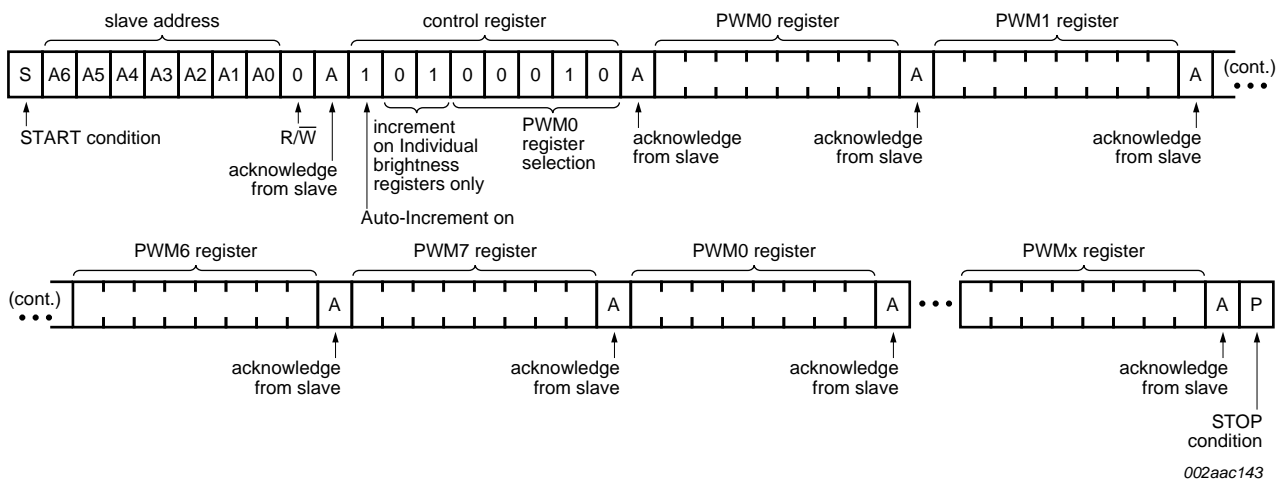 slave address control register PWM0 register PWM1 register
S A6 A5 A4 A3 A2 A1 A0 0 A 1 0 1 0 0 0 1 0 A A A (cont.)
START condition
R/W̅
acknowledge
from slave
increment
on Individual
brightness
registers only
Auto-Increment on
PWM0
register
selection
acknowledge
from slave
acknowledge
from slave
acknowledge
from slave
PWM6 register PWM7 register PWM0 register PWMx register
(cont.) A A A A P
acknowledge
from slave
acknowledge
from slave
acknowledge
from slave
acknowledge
from slave
STOP
condition
002aac143